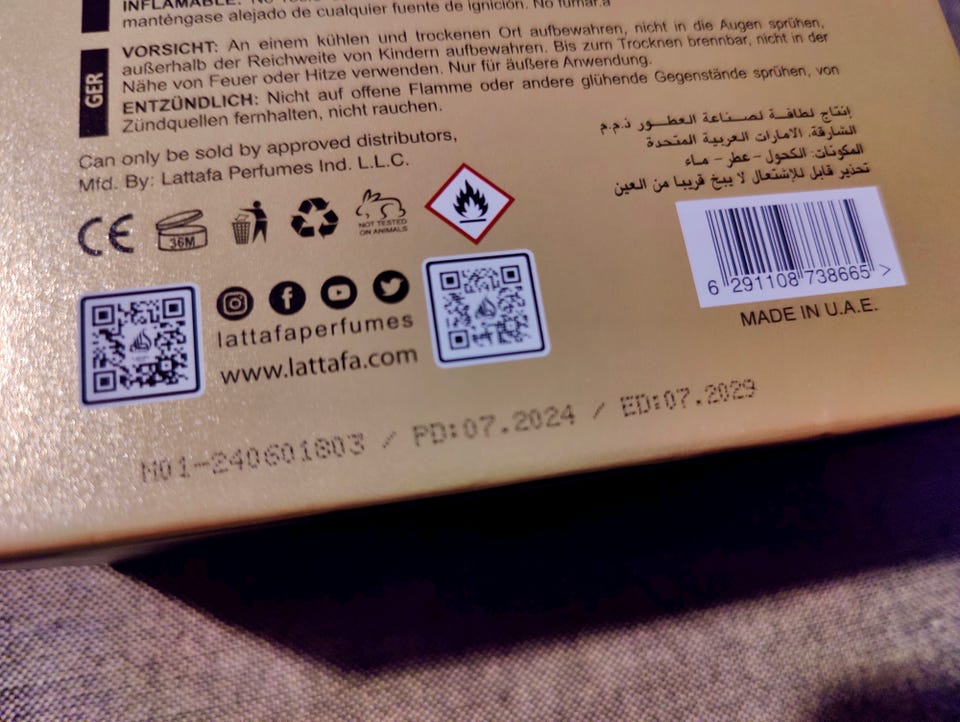 INFLAMABLE: No
manténgase alejado de cualquier fuente de ignición. No fumar.a
GER
VORSICHT: An einem kühlen und trockenen Ort aufbewahren, nicht in die Augen sprühen,
außerhalb der Reichweite von Kindern aufbewahren. Bis zum Trocknen brennbar, nicht in der
Nähe von Feuer oder Hitze verwenden. Nur für äußere Anwendung.
ENTZÜNDLICH: Nicht auf offene Flamme oder andere glühende Gegenstände sprühen, von
Zündquellen fernhalten, nicht rauchen.
Can only be sold by approved distributors,
Mfd. By: Lattafa Perfumes Ind. L.L.C.
إنتاج لطافة لصناعة العطور ذ.م.م
الشارقة، الامارات العربية المتحدة
المكونات: الكحول - عطر - ماء
تحذير قابل للإشتعال لا يبخ قريبا من العين
CE
36M
NOT TESTED
ON ANIMALS
6 291108 738665 >
MADE IN U.A.E.
lattafaperfumes
www.lattafa.com
M01-240601803 / PD:07.2024 / ED:07.2029